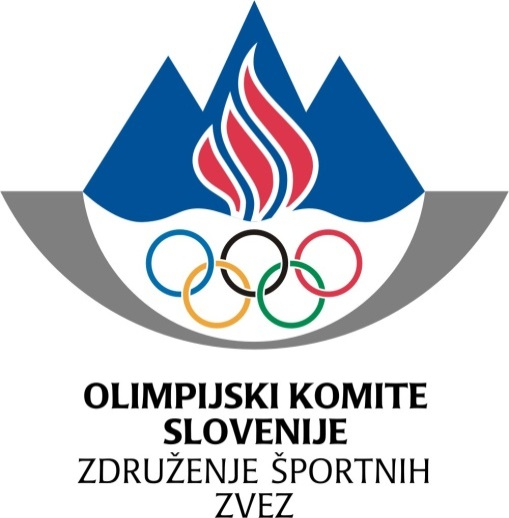 OLIMPIJSKI KOMITE
SLOVENIJE
ZDRUŽENJE ŠPORTNIH
ZVEZ